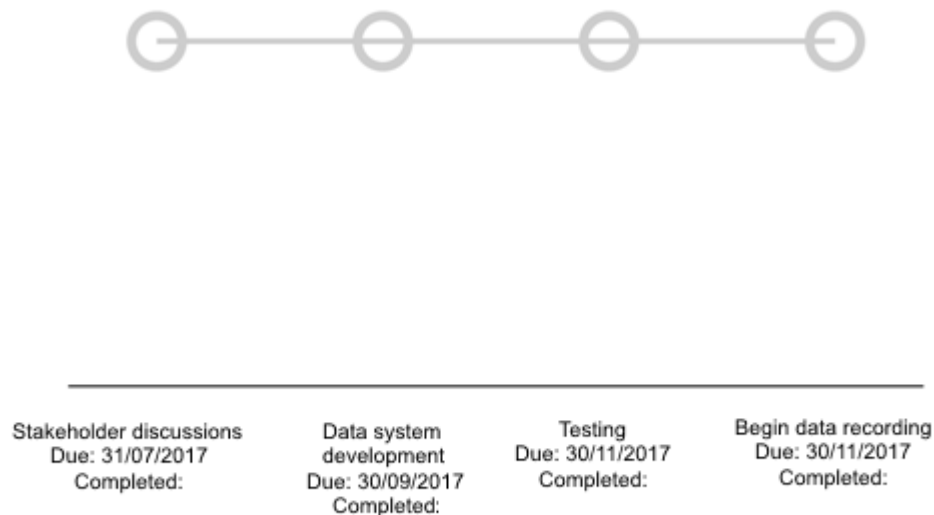 Stakeholder discussions
Due: 31/07/2017
Completed:
Data system
development
Due: 30/09/2017
Completed:
Testing
Due: 30/11/2017
Completed:
Begin data recording
Due: 30/11/2017
Completed: